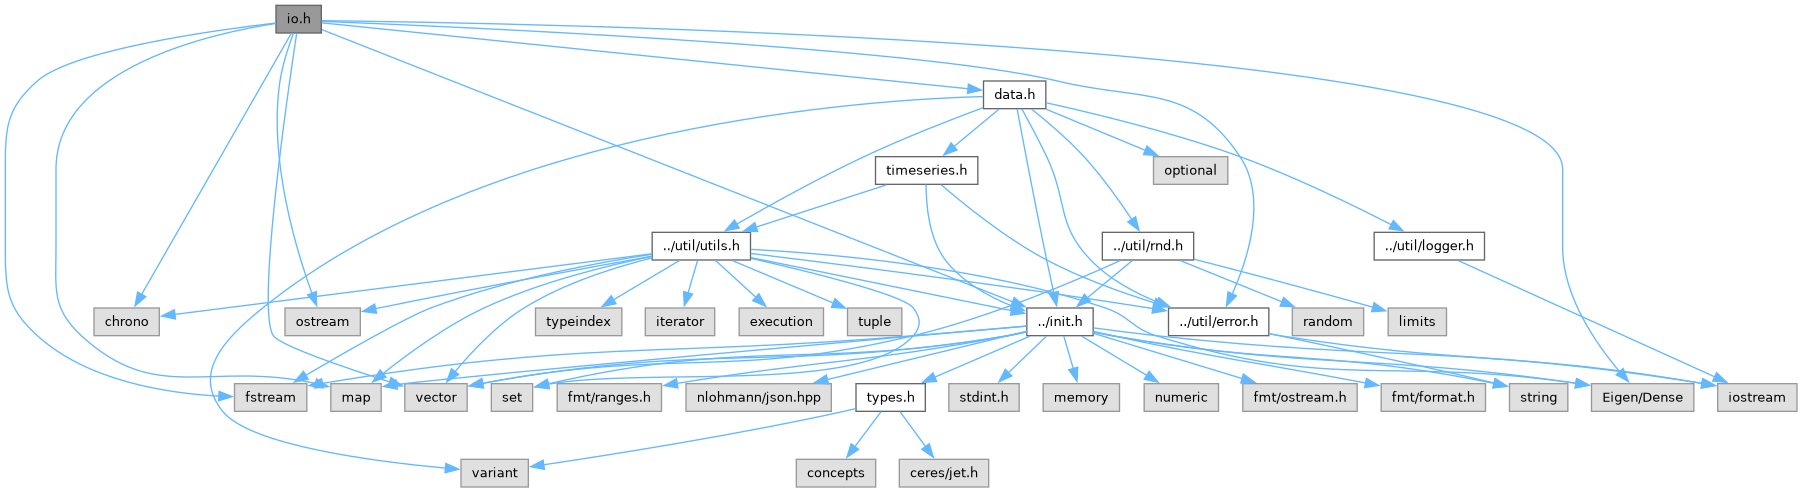 io.h
data.h
timeseries.h
optional
../util/utils.h
../util/rnd.h
../util/logger.h
chrono
ostream
typeindex
iterator
execution
tuple
../init.h
../util/error.h
random
limits
fstream
map
vector
set
fmt/ranges.h
nlohmann/json.hpp
types.h
stdint.h
memory
numeric
fmt/ostream.h
fmt/format.h
string
Eigen/Dense
iostream
variant
concepts
ceres/jet.h